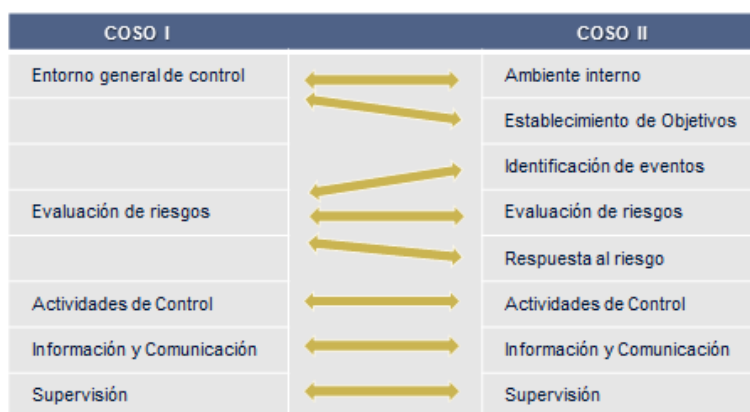 COSO I COSO II
Entorno general de control Ambiente interno
Establecimiento de Objetivos
Identificación de eventos
Evaluación de riesgos Evaluación de riesgos
Respuesta al riesgo
Actividades de Control Actividades de Control
Información y Comunicación Información y Comunicación
Supervisión Supervisión